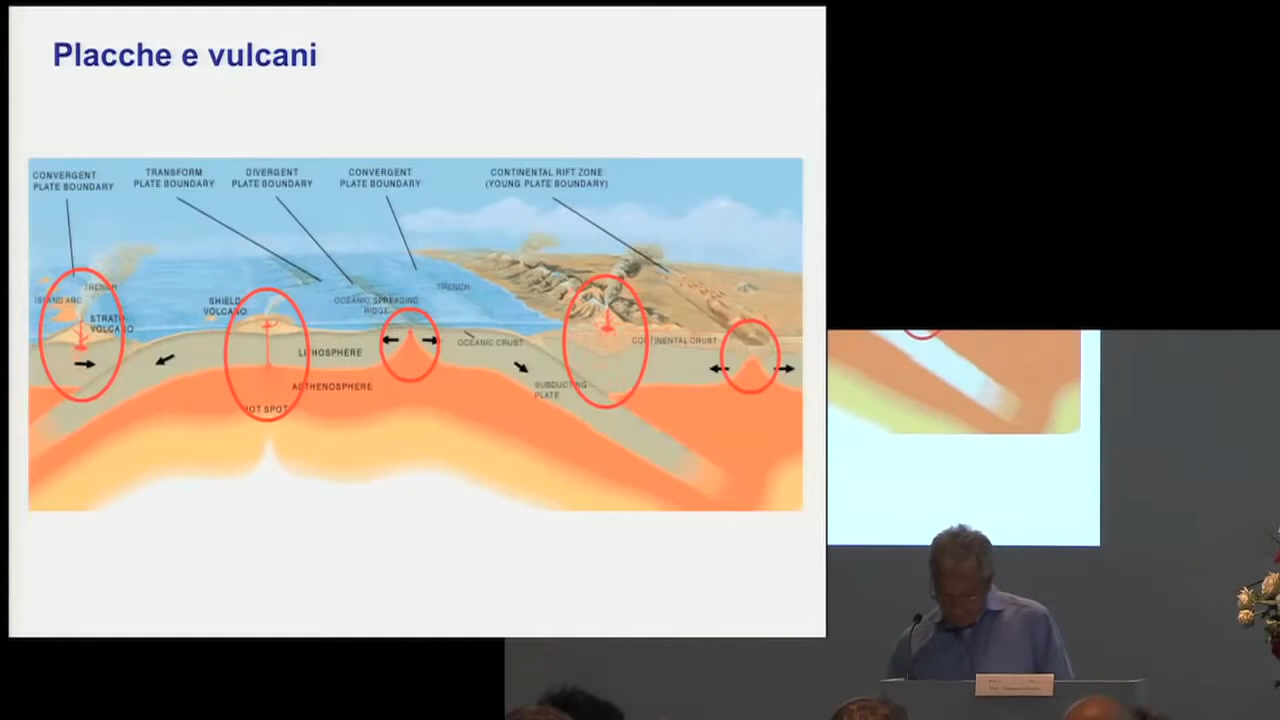 Placche e vulcani
CONVERGENT
PLATE BOUNDARY
TRANSFORM
PLATE BOUNDARY
DIVERGENT
PLATE BOUNDARY
CONVERGENT
PLATE BOUNDARY
CONTINENTAL RIFT ZONE
(YOUNG PLATE BOUNDARY)
TRENCH
ISLAND ARC
STRATO
VOLCANO
SHIELD
VOLCANO
OCEANIC SPREADING
RIDGE
TRENCH
LITHOSPHERE
ASTHENOSPHERE
HOT SPOT
OCEANIC CRUST
SUBDUCTING
PLATE
CONTINENTAL CRUST